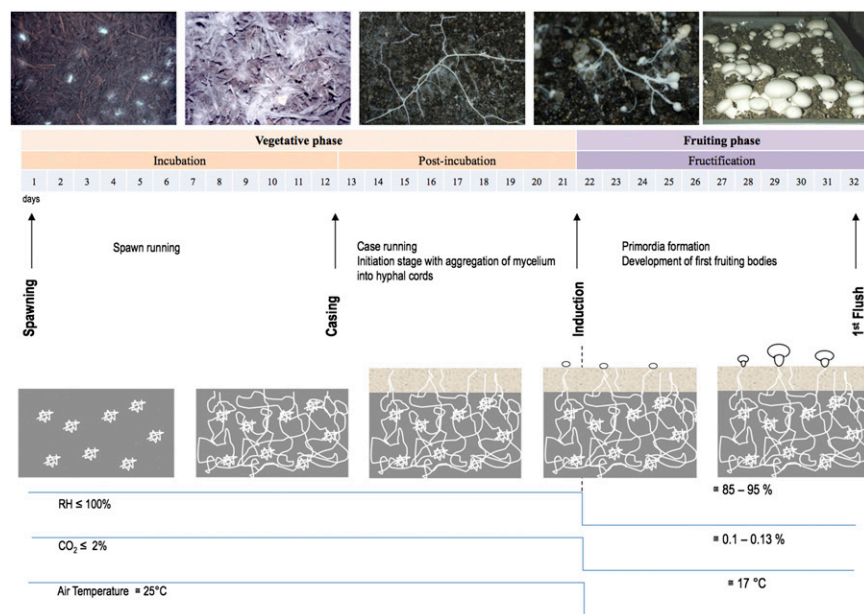 Vegetative phase
Fruiting phase
Incubation
Post-incubation
Fructification
1 2 3 4 5 6 7 8 9 10 11 12 13 14 15 16 17 18 19 20 21 22 23 24 25 26 27 28 29 30 31 32
days
Spawn running
Case running
Initiation stage with aggregation of mycelium
into hyphal cords
Primordia formation
Development of first fruiting bodies
Spawning
Casing
Induction
1st Flush
RH ≤ 100%
= 85 – 95 %
CO2 ≤ 2%
= 0.1 – 0.13 %
Air Temperature = 25°C
= 17 °C